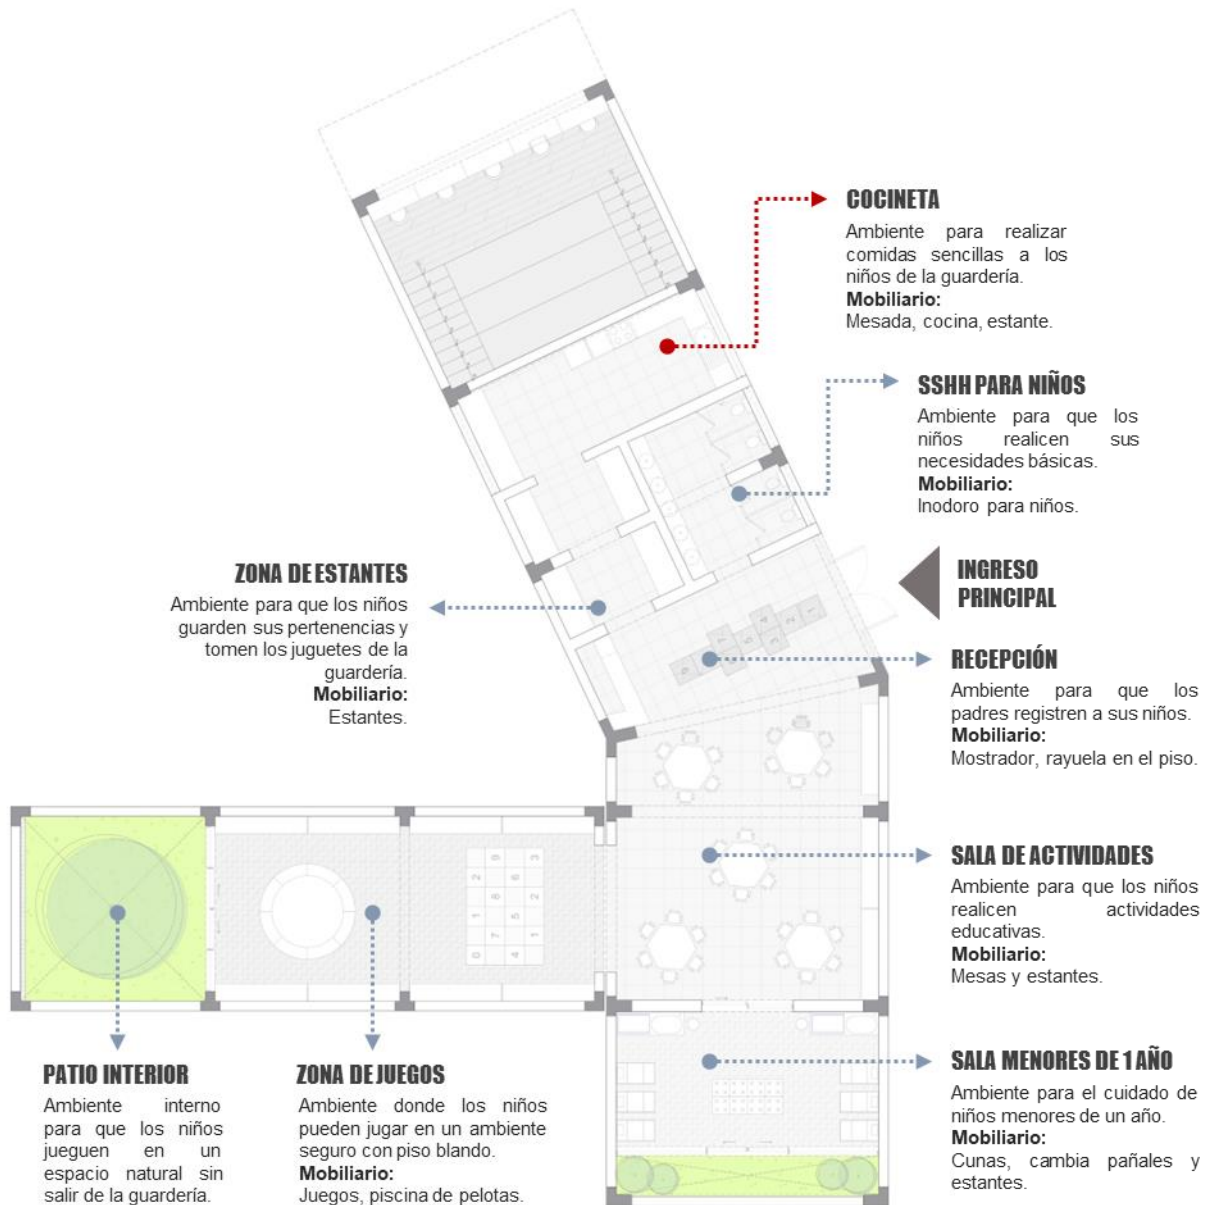 COCINETA
Ambiente para realizar
comidas sencillas a los
niños de la guardería.
Mobiliario:
Mesada, cocina, estante.
SSHH PARA NIÑOS
Ambiente para que los
niños realicen sus
necesidades básicas.
Mobiliario:
Inodoro para niños.
INGRESO
PRINCIPAL
ZONA DE ESTANTES
Ambiente para que los niños
guarden sus pertenencias y
tomen los juguetes de la
guardería.
Mobiliario:
Estantes.
RECEPCIÓN
Ambiente para que los
padres registren a sus niños.
Mobiliario:
Mostrador, rayuela en el piso.
SALA DE ACTIVIDADES
Ambiente para que los niños
realicen actividades
educativas.
Mobiliario:
Mesas y estantes.
SALA MENORES DE 1 AÑO
Ambiente para el cuidado de
niños menores de un año.
Mobiliario:
Cunas, cambia pañales y
estantes.
PATIO INTERIOR
Ambiente interno
para que los niños
jueguen en un
espacio natural sin
salir de la guardería.
ZONA DE JUEGOS
Ambiente donde los niños
pueden jugar en un ambiente
seguro con piso blando.
Mobiliario:
Juegos, piscina de pelotas.